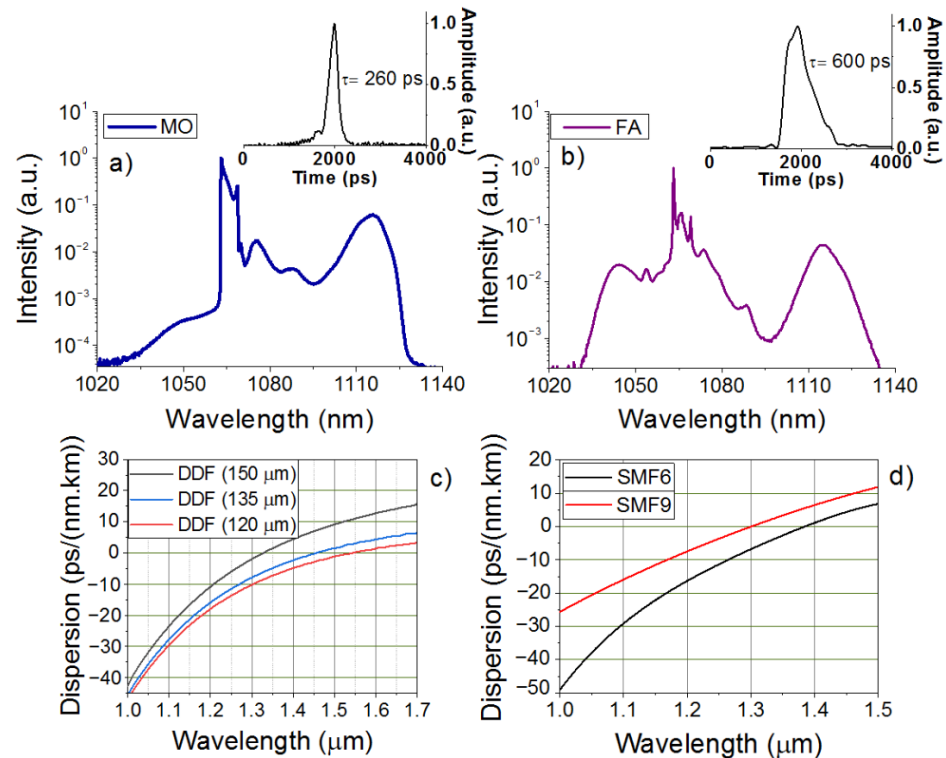 MO
a)
Intensity (a.u.)
10¹
10⁰
10⁻¹
10⁻²
10⁻³
10⁻⁴
1020 1050 1080 1110 1140
Wavelength (nm)
τ= 260 ps
1.0
0.5
0.0
Amplitude (a.u.)
0 2000 4000
Time (ps)
FA
b)
Intensity (a.u.)
10¹
10⁰
10⁻¹
10⁻²
10⁻³
1020 1050 1080 1110 1140
Wavelength (nm)
τ= 600 ps
1.0
0.5
0.0
Amplitude (a.u.)
0 2000 4000
Time (ps)
c)
DDF (150 μm)
DDF (135 μm)
DDF (120 μm)
Dispersion (ps/(nm.km))
30
20
10
0
−10
−20
−30
−40
1.0 1.1 1.2 1.3 1.4 1.5 1.6 1.7
Wavelength (μm)
d)
SMF6
SMF9
Dispersion (ps/(nm.km))
20
10
0
−10
−20
−30
−40
−50
1.0 1.1 1.2 1.3 1.4 1.5
Wavelength (μm)